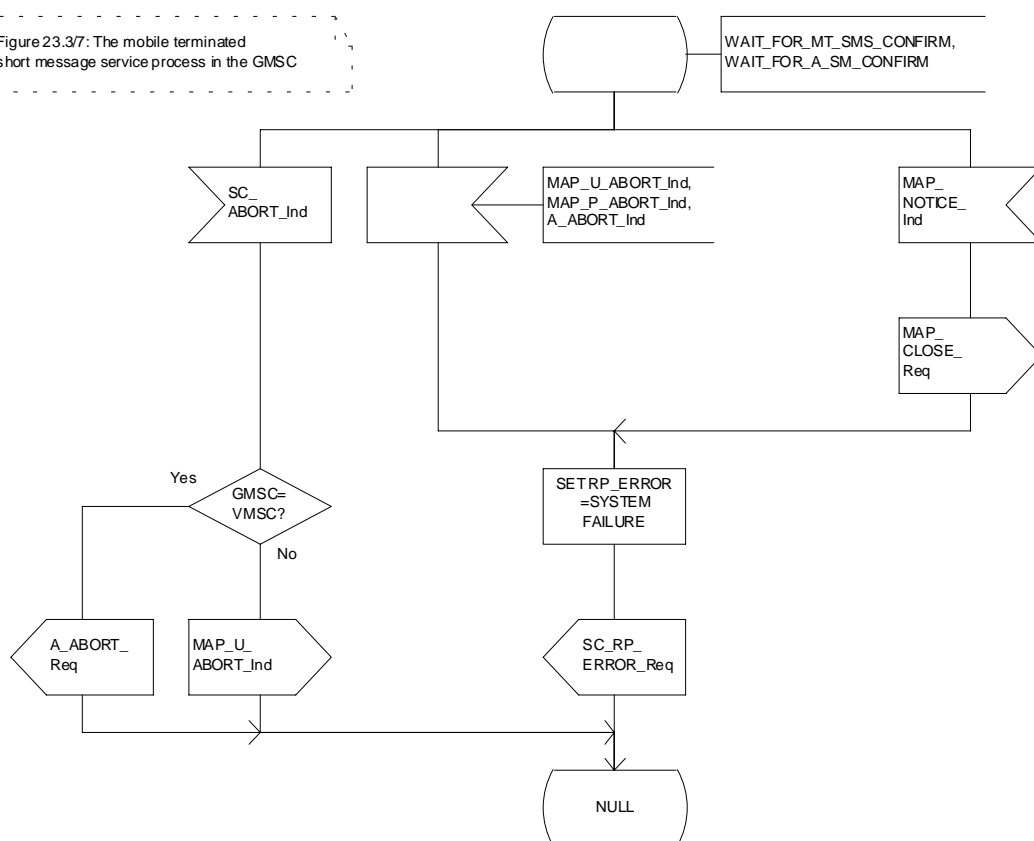 Figure 23.3/7: The mobile terminated
short message service process in the GMSC
WAIT_FOR_MT_SMS_CONFIRM,
WAIT_FOR_A_SM_CONFIRM
SC_
ABORT_Ind
MAP_U_ABORT_Ind,
MAP_P_ABORT_Ind,
A_ABORT_Ind
MAP_
NOTICE_
Ind
MAP_
CLOSE_
Req
Yes
GMSC=
VMSC?
No
SET RP_ERROR
=SYSTEM
FAILURE
A_ABORT_
Req
MAP_U_
ABORT_Ind
SC_RP_
ERROR_Req
NULL